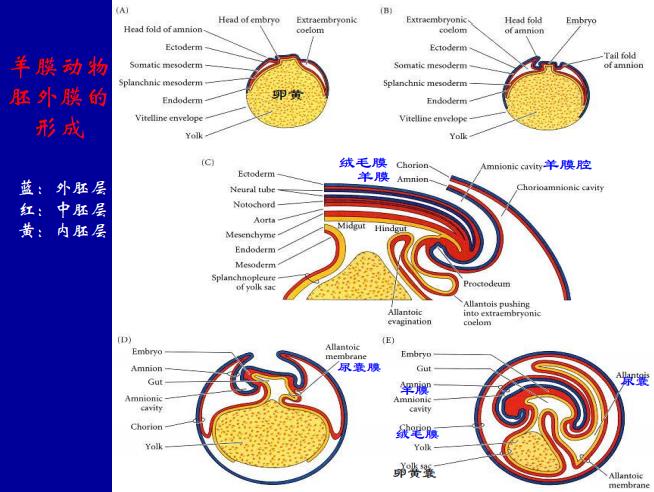 羊膜动物
胚外膜的
形成
蓝：外胚层
红：中胚层
黄：内胚层
(A)
Head of embryo
Extraembryonic
coelom
Head fold of amnion
Ectoderm
Somatic mesoderm
Splanchnic mesoderm
Endoderm
Vitelline envelope
Yolk
卵黄
(B)
Extraembryonic
coelom
Head fold
of amnion
Embryo
Ectoderm
Somatic mesoderm
Splanchnic mesoderm
Endoderm
Vitelline envelope
Yolk
Tail fold
of amnion
(C)
绒毛膜
羊膜
Chorion
Amnion
Amnionic cavity
羊膜腔
Chorioamnionic cavity
Ectoderm
Neural tube
Notochord
Aorta
Mesenchyme
Endoderm
Mesoderm
Splanchnopleure
of yolk sac
Midgut
Hindgut
Proctodeum
Allantois pushing
into extraembryonic
coelom
Allantoic
evagination
(D)
Embryo
Amnion
Gut
Amnionic
cavity
Chorion
Yolk
Allantoic
membrane
尿囊膜
(E)
Embryo
Gut
Amnion
羊膜
Amnionic
cavity
Chorion
绒毛膜
Yolk
Yolk sac
卵黄囊
Allantois
尿囊
Allantoic
membrane